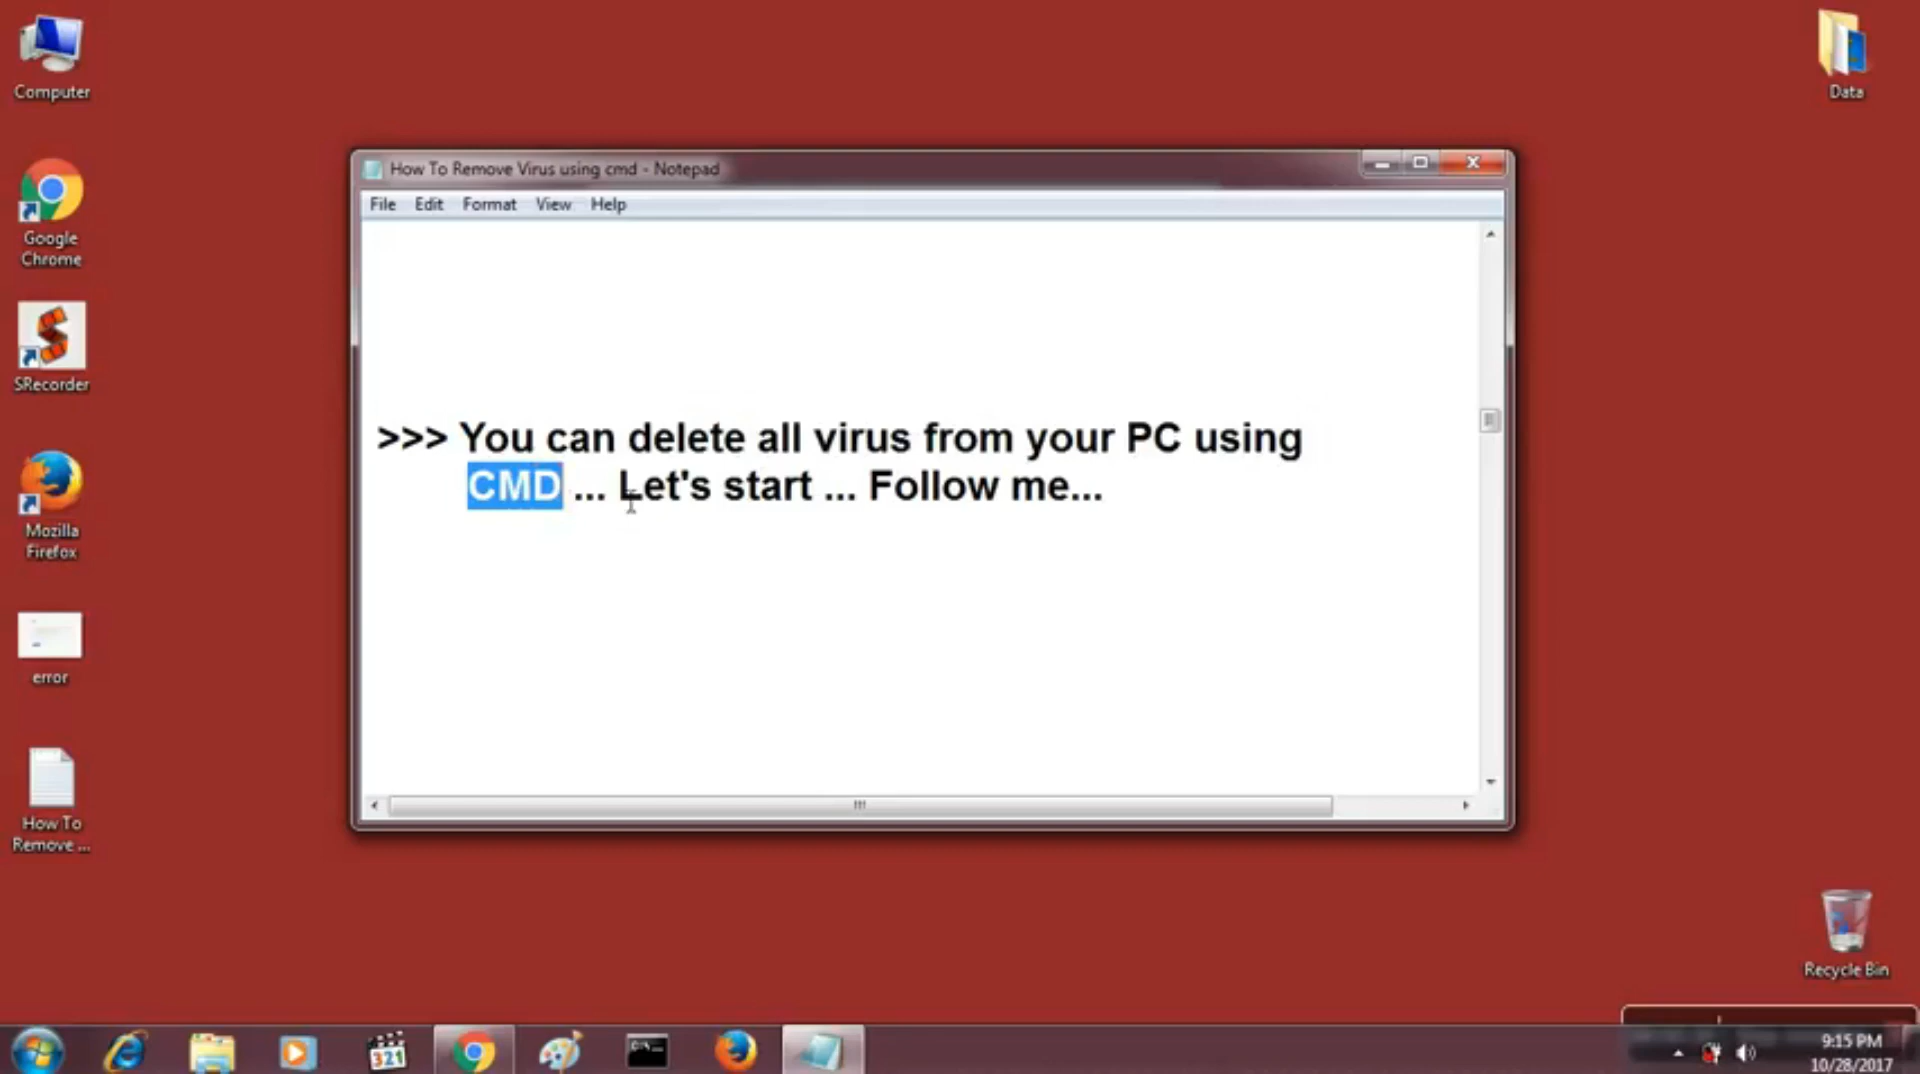 Computer
Data
How To Remove Virus using cmd - Notepad
File Edit Format View Help
Google
Chrome
SRecorder
>>> You can delete all virus from your PC using
CMD ... Let's start ... Follow me...
Mozilla
Firefox
error
How To
Remove ...
Recycle Bin
321
C:\_
9:15 PM
10/28/2017